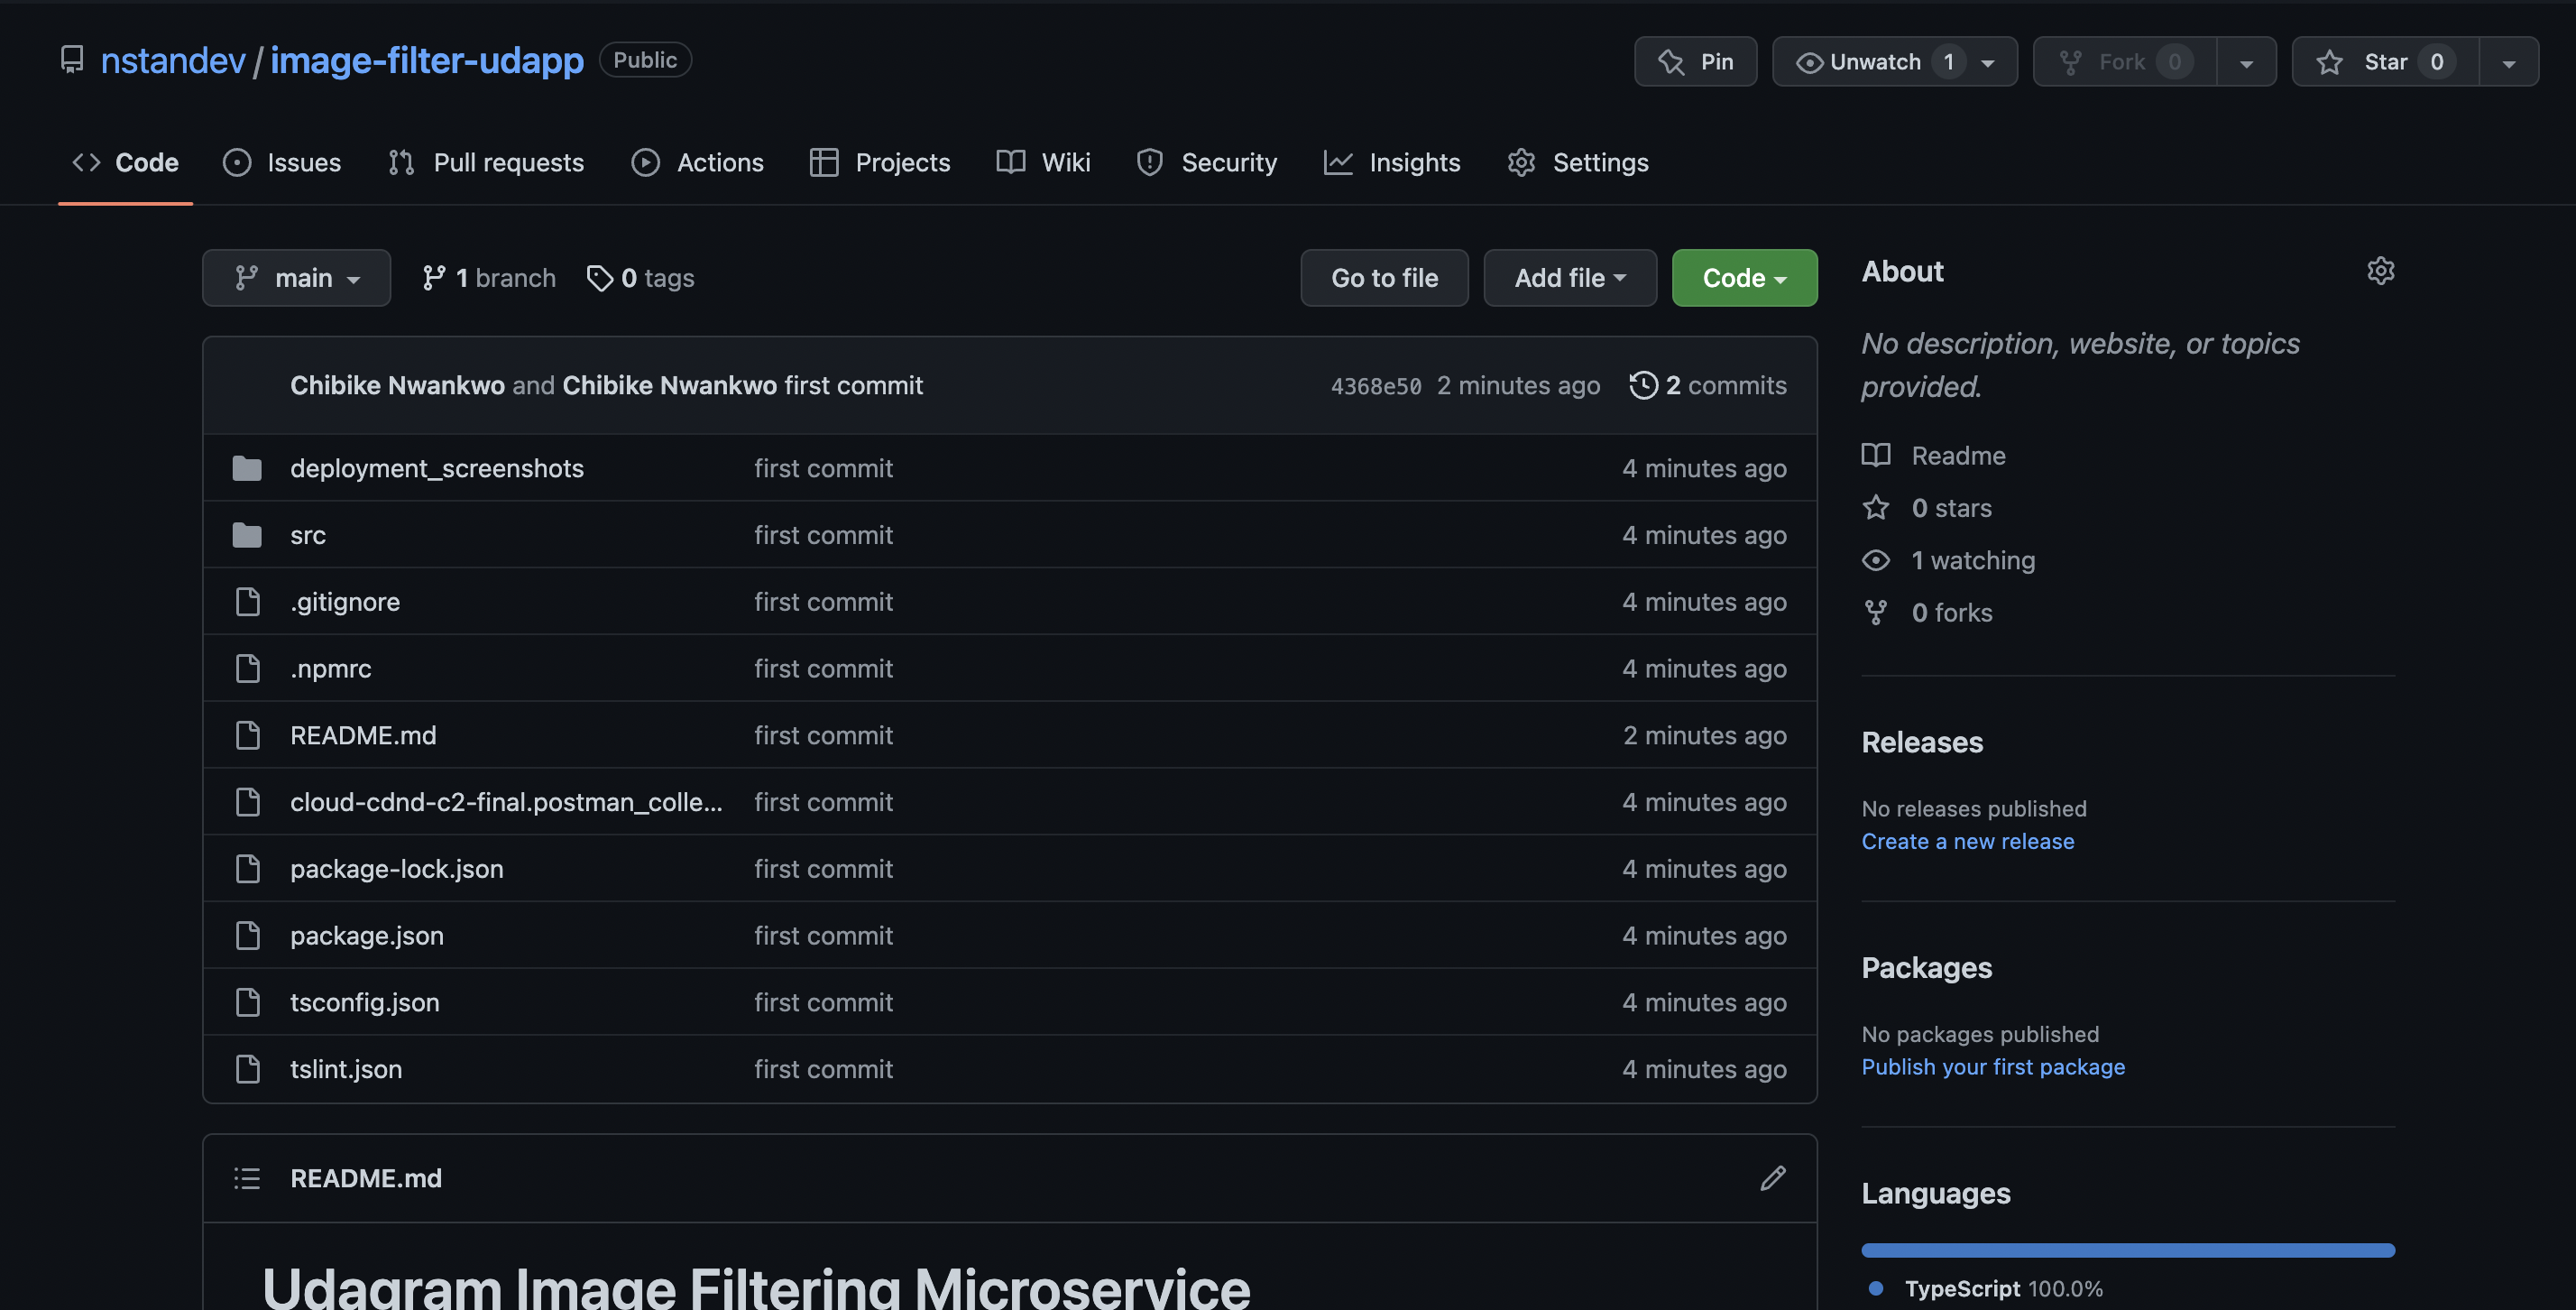 nstandev / image-filter-udapp Public
Pin Unwatch 1 Fork 0 Star 0
Code Issues Pull requests Actions Projects Wiki Security Insights Settings
main 1 branch 0 tags Go to file Add file Code
Chibike Nwankwo and Chibike Nwankwo first commit 4368e50 2 minutes ago 2 commits
deployment_screenshots first commit 4 minutes ago
src first commit 4 minutes ago
.gitignore first commit 4 minutes ago
.npmrc first commit 4 minutes ago
README.md first commit 2 minutes ago
cloud-cdnd-c2-final.postman_colle... first commit 4 minutes ago
package-lock.json first commit 4 minutes ago
package.json first commit 4 minutes ago
tsconfig.json first commit 4 minutes ago
tslint.json first commit 4 minutes ago
README.md
Udagram Image Filtering Microservice
About
No description, website, or topics
provided.
Readme
0 stars
1 watching
0 forks
Releases
No releases published
Create a new release
Packages
No packages published
Publish your first package
Languages
TypeScript 100.0%